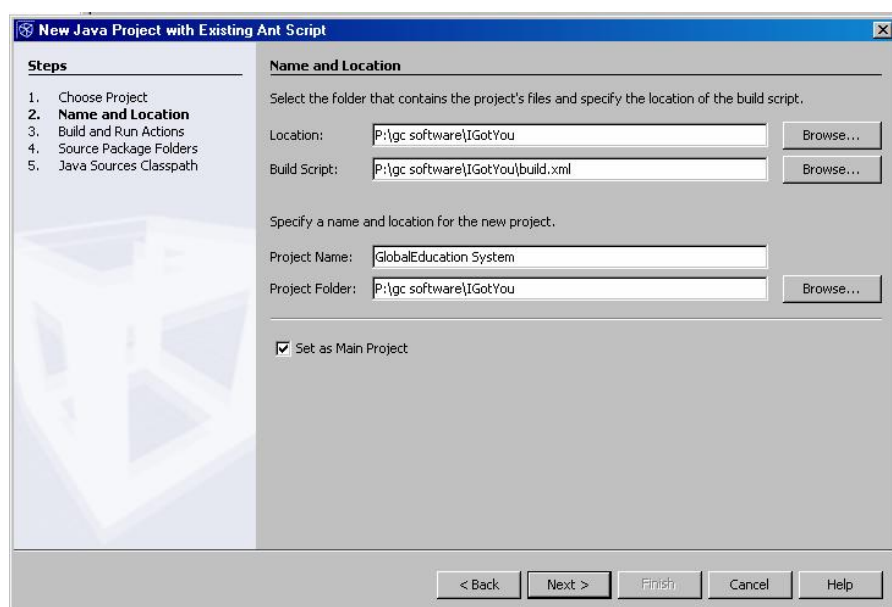 New Java Project with Existing Ant Script
Steps
1. Choose Project
2. Name and Location
3. Build and Run Actions
4. Source Package Folders
5. Java Sources Classpath
Name and Location
Select the folder that contains the project's files and specify the location of the build script.
Location: P:\gc software\IGotYou Browse...
Build Script: P:\gc software\IGotYou\build.xml Browse...
Specify a name and location for the new project.
Project Name: GlobalEducation System
Project Folder: P:\gc software\IGotYou Browse...
Set as Main Project
< Back Next > Finish Cancel Help